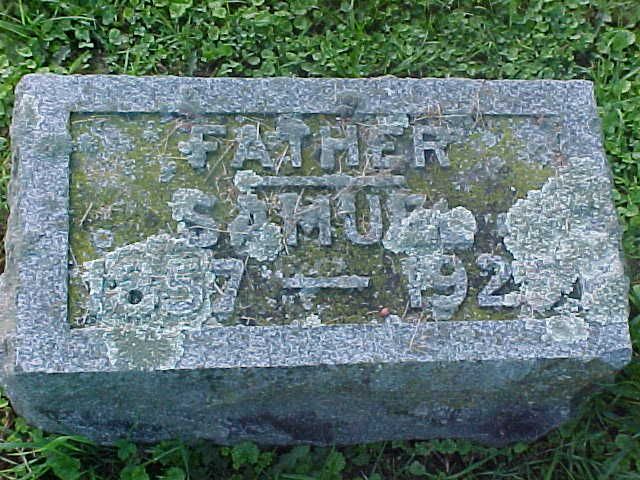 FATHER
SAMUEL
1857 —